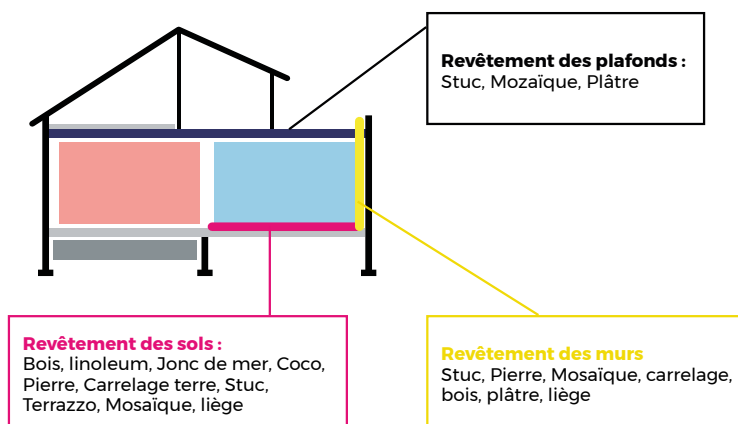 Revêtement des plafonds :
Stuc, Mozaïque, Plâtre
Revêtement des sols :
Bois, linoleum, Jonc de mer, Coco,
Pierre, Carrelage terre, Stuc,
Terrazzo, Mosaïque, liège
Revêtement des murs
Stuc, Pierre, Mosaïque, carrelage,
bois, plâtre, liège